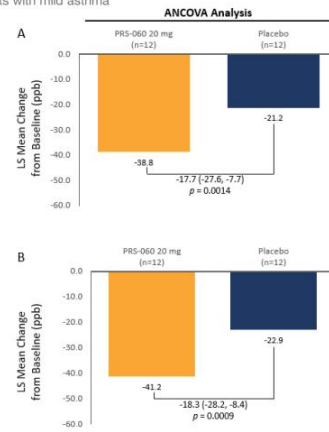 ts with mild asthma
ANCOVA Analysis
A
PRS-060 20 mg
(n=12)
Placebo
(n=12)
LS Mean Change
from Baseline (ppb)
0.0
-10.0
-20.0
-30.0
-40.0
-50.0
-60.0
-38.8
-21.2
-17.7 (-27.6, -7.7)
p = 0.0014
B
PRS-060 20 mg
(n=12)
Placebo
(n=12)
LS Mean Change
from Baseline (ppb)
0.0
-10.0
-20.0
-30.0
-40.0
-50.0
-60.0
-41.2
-22.9
-18.3 (-28.2, -8.4)
p = 0.0009